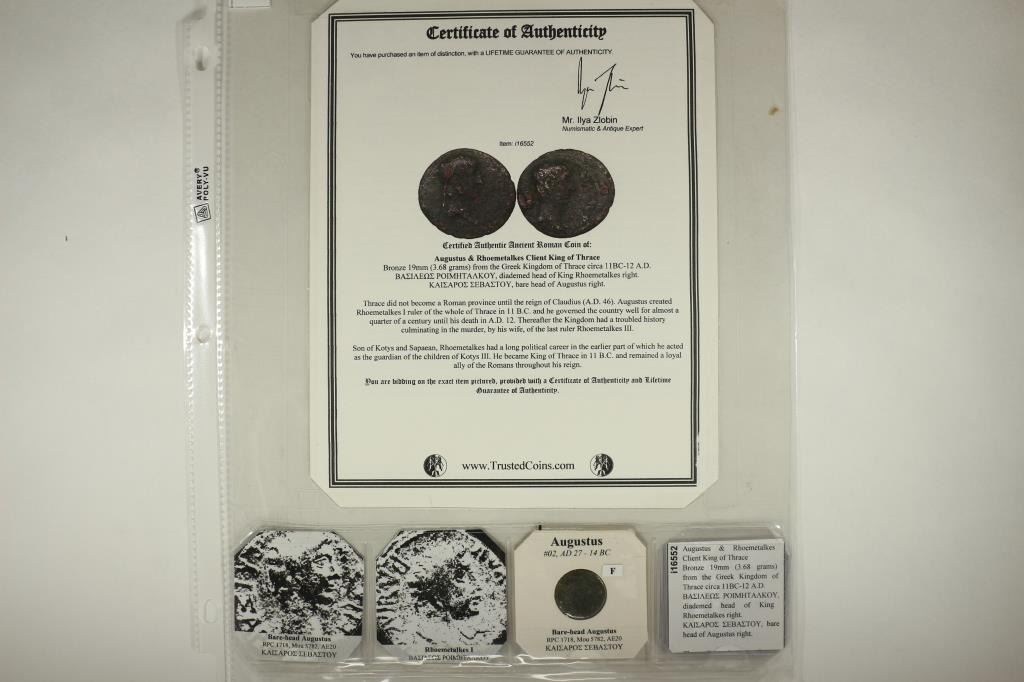 Certificate of Authenticity
You have purchased an item of distinction, with a LIFETIME GUARANTEE OF AUTHENTICITY.
Mr. Ilya Zlobin
Numismatic & Antique Expert
Item: i16552
AVERY®
POLY-VU
Certified Authentic Ancient Roman Coin of:
Augustus & Rhoemetalkes Client King of Thrace
Bronze 19mm (3.68 grams) from the Greek Kingdom of Thrace circa 11BC-12 A.D.
ΒΑΣΙΛΕΩΣ ΡΟΙΜΗΤΑΛΚΟΥ, diademed head of King Rhoemetalkes right.
ΚΑΙΣΑΡΟΣ ΣΕΒΑΣΤΟΥ, bare head of Augustus right.
Thrace did not become a Roman province until the reign of Claudius (A.D. 46). Augustus created
Rhoemetalkes I ruler of the whole of Thrace in 11 B.C. and he governed the country well for almost a
quarter of a century until his death in A.D. 12. Thereafter the Kingdom had a troubled history
culminating in the murder, by his wife, of the last ruler Rhoemetalkes III.
Son of Kotys and Sapaean, Rhoemetalkes had a long political career in the earlier part of which he acted
as the guardian of the children of Kotys III. He became King of Thrace in 11 B.C. and remained a loyal
ally of the Romans throughout his reign.
You are bidding on the exact item pictured, provided with a Certificate of Authenticity and Lifetime
Guarantee of Authenticity.
www.TrustedCoins.com
Bare-head Augustus
RPC 1718, Mou 5782, AE20
ΚΑΙΣΑΡΟΣ ΣΕΒΑΣΤΟΥ
Rhoemetalkes I
ΒΑΣΙΛΕΩΣ ΡΟΙΜΗΤΑΛΚΟΥ
Augustus
#02, AD 27 - 14 BC
F
Bare-head Augustus
RPC 1718, Mou 5782, AE20
ΚΑΙΣΑΡΟΣ ΣΕΒΑΣΤΟΥ
i16552
Augustus & Rhoemetalkes
Client King of Thrace
Bronze 19mm (3.68 grams)
from the Greek Kingdom of
Thrace circa 11BC-12 A.D.
ΒΑΣΙΛΕΩΣ ΡΟΙΜΗΤΑΛΚΟΥ,
diademed head of King
Rhoemetalkes right.
ΚΑΙΣΑΡΟΣ ΣΕΒΑΣΤΟΥ, bare
head of Augustus right.